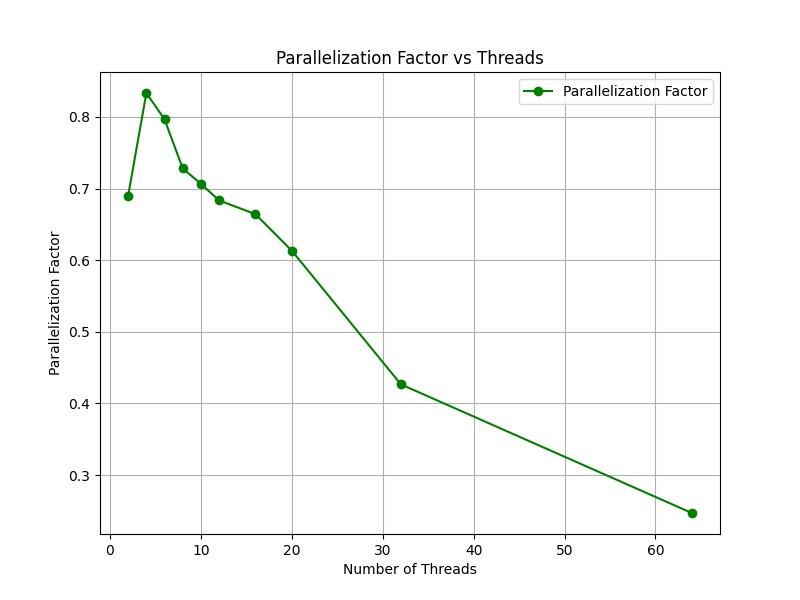 Parallelization Factor vs Threads
Parallelization Factor
0.8
0.7
0.6
0.5
0.4
0.3
Parallelization Factor
0 10 20 30 40 50 60
Number of Threads